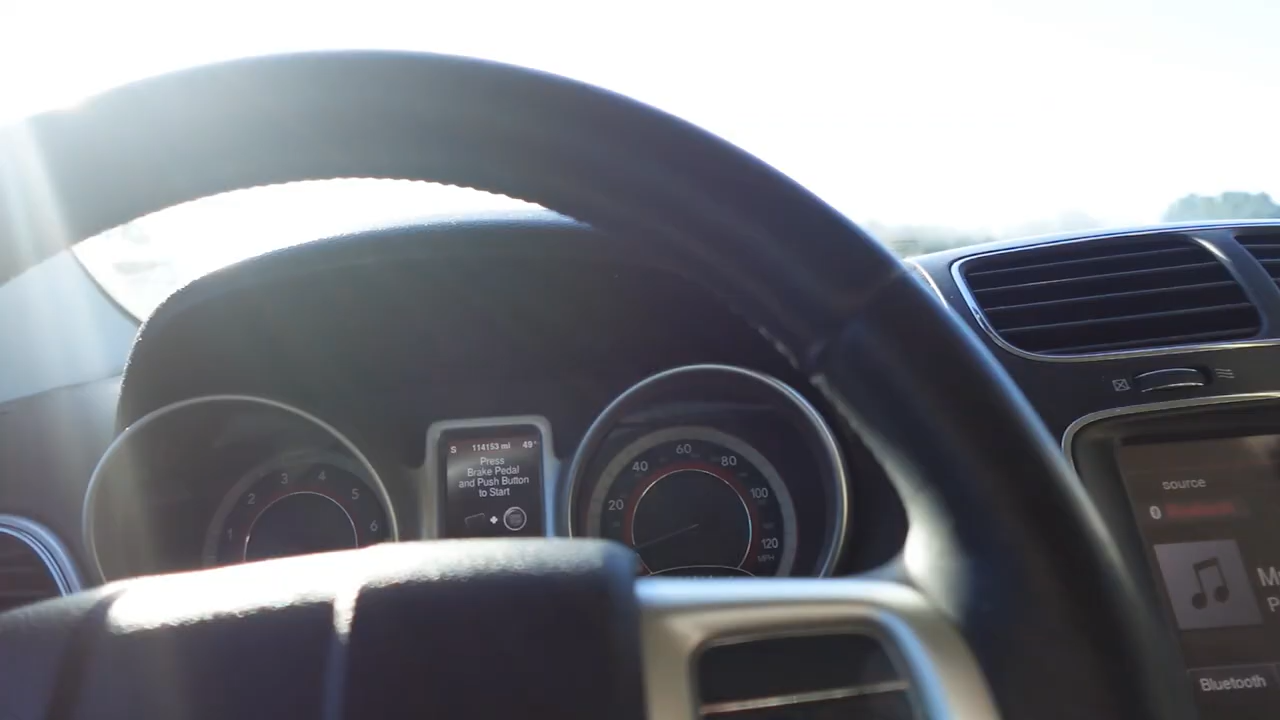 S 114153 mi 49°
Press
Brake Pedal
and Push Button
to Start
1 2 3 4 5 6
20 40 60 80 100 120
MPH
source
Bluetooth